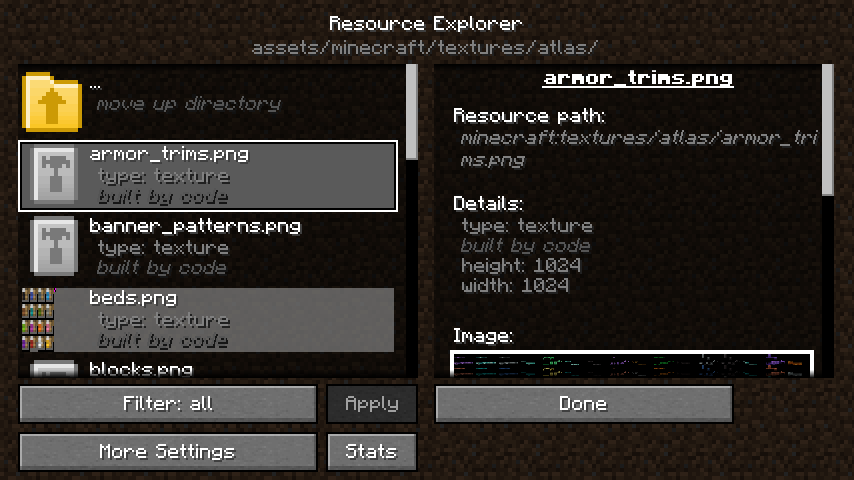 Resource Explorer
assets/minecraft/textures/atlas/
...
move up directory
armor_trims.png
type: texture
built by code
banner_patterns.png
type: texture
built by code
beds.png
type: texture
built by code
blocks.png
armor_trims.png
Resource path:
minecraft:textures/atlas/armor_tri
ms.png
Details:
type: texture
built by code
height: 1024
width: 1024
Image:
Filter: all
Apply
Done
More Settings
Stats